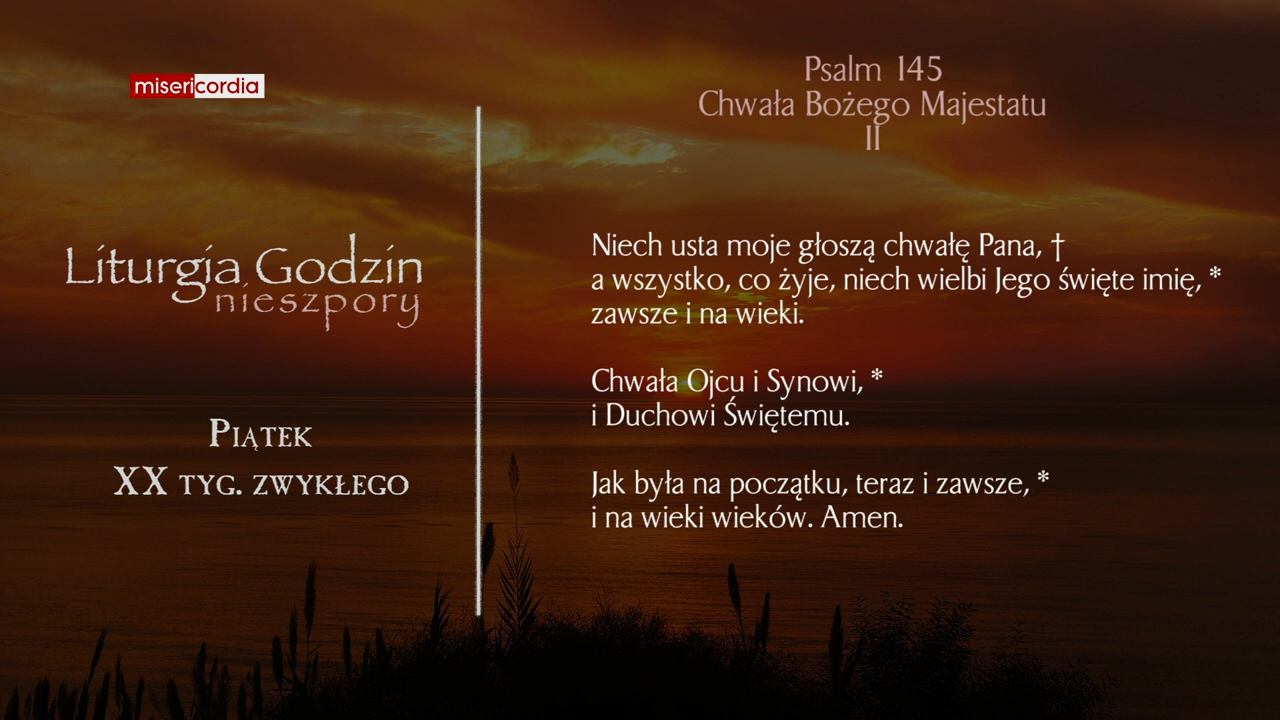 misericordia
Liturgia Godzin
nieszpory
Piątek
XX tyg. zwykłego
Psalm 145
Chwała Bożego Majestatu
II
Niech usta moje głoszą chwałę Pana, †
a wszystko, co żyje, niech wielbi Jego święte imię, *
zawsze i na wieki.
Chwała Ojcu i Synowi, *
i Duchowi Świętemu.
Jak była na początku, teraz i zawsze, *
i na wieki wieków. Amen.